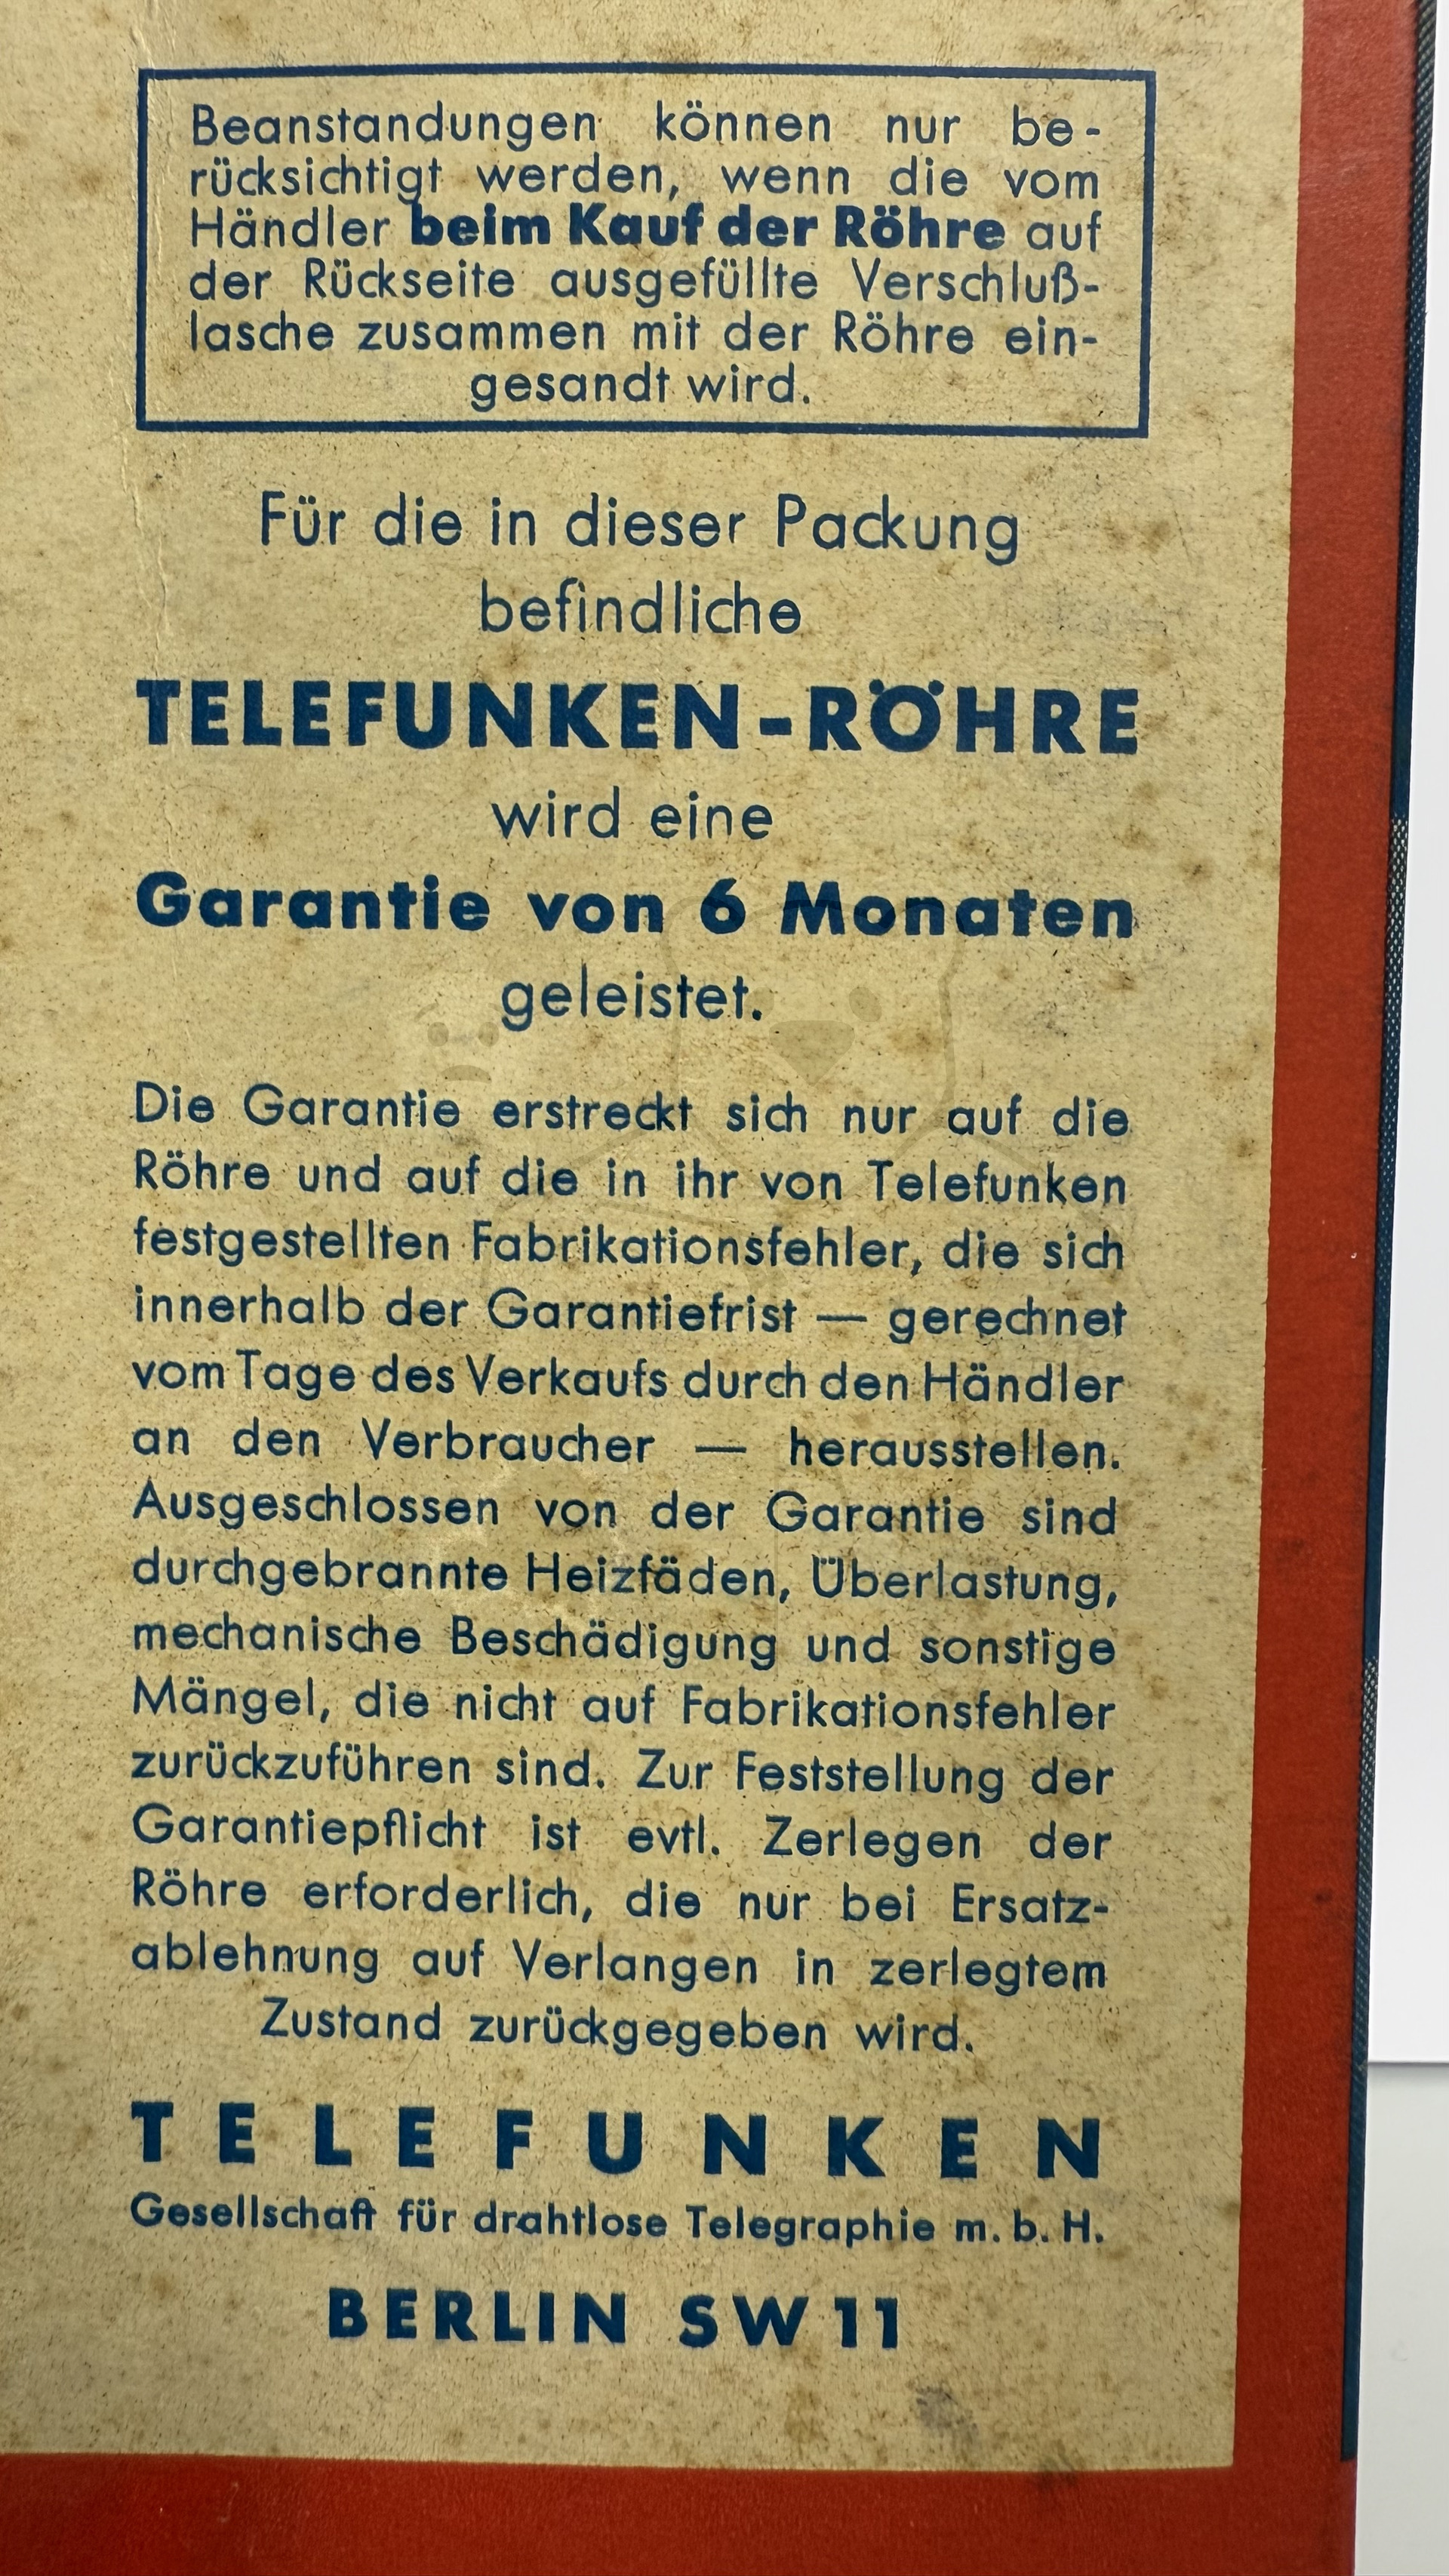 Beanstandungen können nur be-
rücksichtigt werden, wenn die vom
Händler beim Kauf der Röhre auf
der Rückseite ausgefüllte Verschluß-
lasche zusammen mit der Röhre ein-
gesandt wird.
Für die in dieser Packung
befindliche
TELEFUNKEN-RÖHRE
wird eine
Garantie von 6 Monaten
geleistet.
Die Garantie erstreckt sich nur auf die
Röhre und auf die in ihr von Telefunken
festgestellten Fabrikationsfehler, die sich
innerhalb der Garantiefrist — gerechnet
vom Tage des Verkaufs durch den Händler
an den Verbraucher — herausstellen.
Ausgeschlossen von der Garantie sind
durchgebrannte Heizfäden, Überlastung,
mechanische Beschädigung und sonstige
Mängel, die nicht auf Fabrikationsfehler
zurückzuführen sind. Zur Feststellung der
Garantiepflicht ist evtl. Zerlegen der
Röhre erforderlich, die nur bei Ersatz-
ablehnung auf Verlangen in zerlegtem
Zustand zurückgegeben wird.
TELEFUNKEN
Gesellschaft für drahtlose Telegraphie m. b. H.
BERLIN SW 11